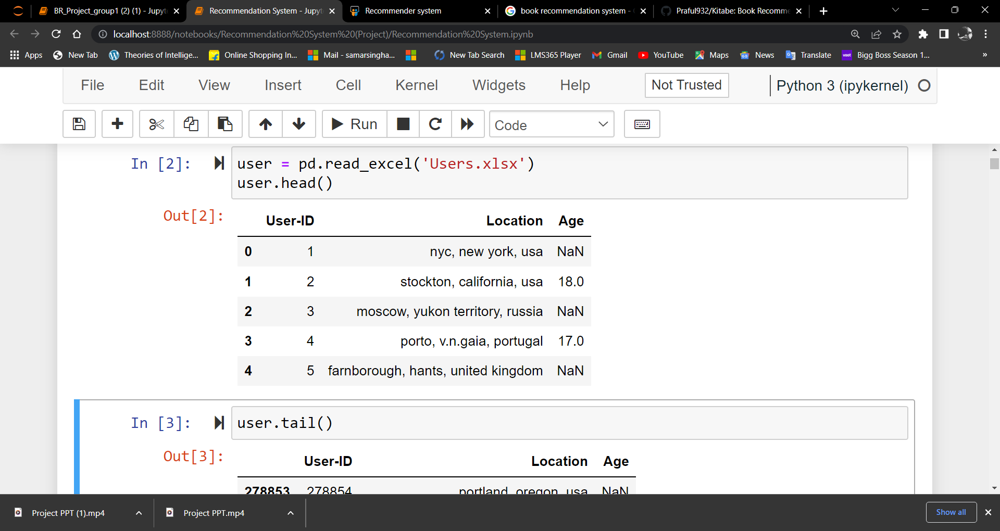 BR_Project_group1 (2) (1) - Jupyt
Recommendation System - Jupyt
Recommender system
book recommendation system -
Praful932/Kitabe: Book Recomme
localhost:8888/notebooks/Recommendation%20System%20(Project)/Recommendation%20System.ipynb
Apps
New Tab
Theories of Intellige...
Online Shopping In...
Mail - samarsingha...
New Tab Search
LMS365 Player
Gmail
YouTube
Maps
News
Translate
Bigg Boss Season 1...
»
File Edit View Insert Cell Kernel Widgets Help
Not Trusted
Python 3 (ipykernel)
Run
Code
In [2]:
user = pd.read_excel('Users.xlsx')
user.head()
Out[2]:
User-ID Location Age
0 1 nyc, new york, usa NaN
1 2 stockton, california, usa 18.0
2 3 moscow, yukon territory, russia NaN
3 4 porto, v.n.gaia, portugal 17.0
4 5 farnborough, hants, united kingdom NaN
In [3]:
user.tail()
Out[3]:
User-ID Location Age
278853 278854 portland, oregon, usa NaN
Project PPT (1).mp4
Project PPT.mp4
Show all